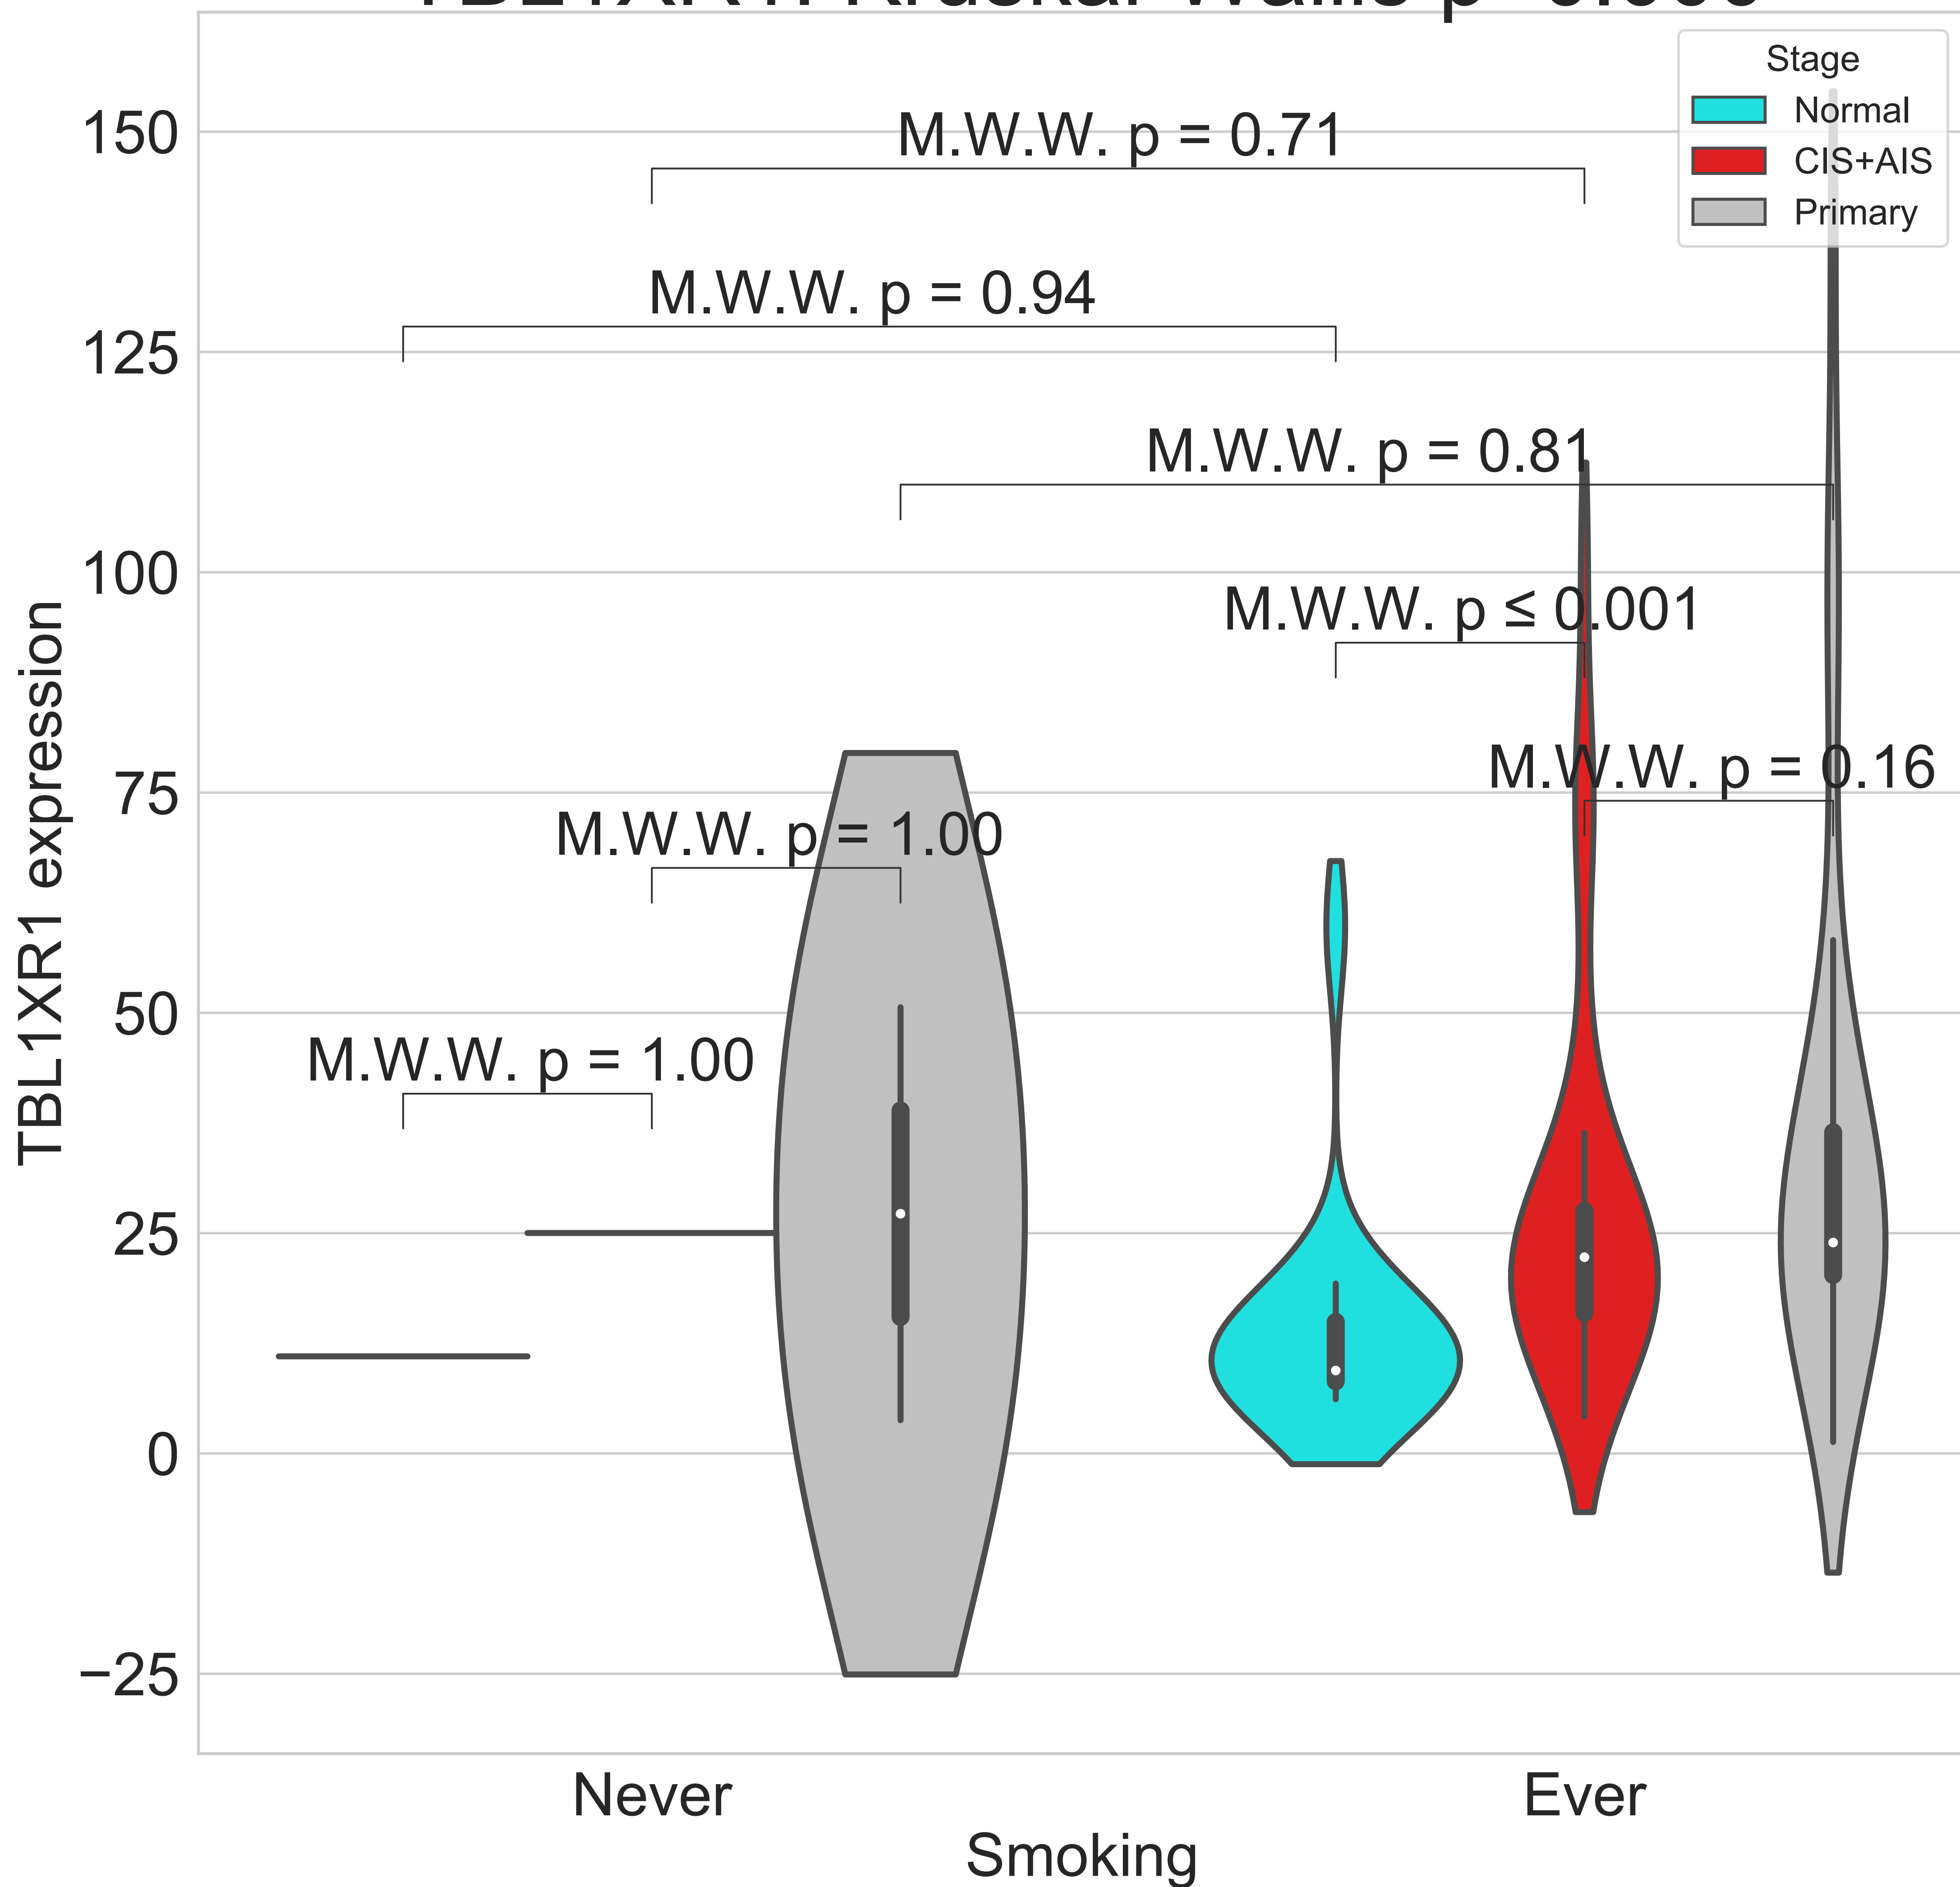 Stage
Normal
CIS+AIS
Primary
M.W.W. p = 0.71
M.W.W. p = 0.94
M.W.W. p = 0.81
M.W.W. p ≤ 0.001
M.W.W. p = 0.16
M.W.W. p = 1.00
M.W.W. p = 1.00
150
125
100
75
50
25
0
−25
TBL1XR1 expression
Never
Ever
Smoking